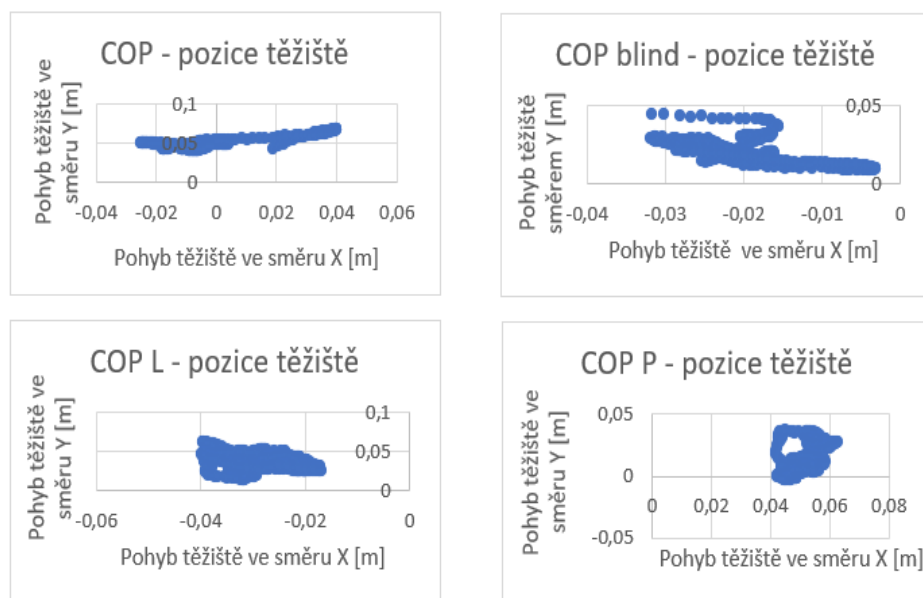 COP - pozice těžiště
Pohyb těžiště ve
směru Y [m]
0,1
0,05
0
-0,04 -0,02 0 0,02 0,04 0,06
Pohyb těžiště ve směru X [m]
COP blind - pozice těžiště
Pohyb těžiště
směrem Y [m]
0,05
0
-0,04 -0,03 -0,02 -0,01 0
Pohyb těžiště ve směru X [m]
COP L - pozice těžiště
Pohyb těžiště ve
směru Y [m]
0,1
0,05
0
-0,06 -0,04 -0,02 0
Pohyb těžiště ve směru X [m]
COP P - pozice těžiště
Pohyb těžiště ve
směru Y [m]
0,05
0
-0,05
0 0,02 0,04 0,06 0,08
Pohyb těžiště ve směru X [m]